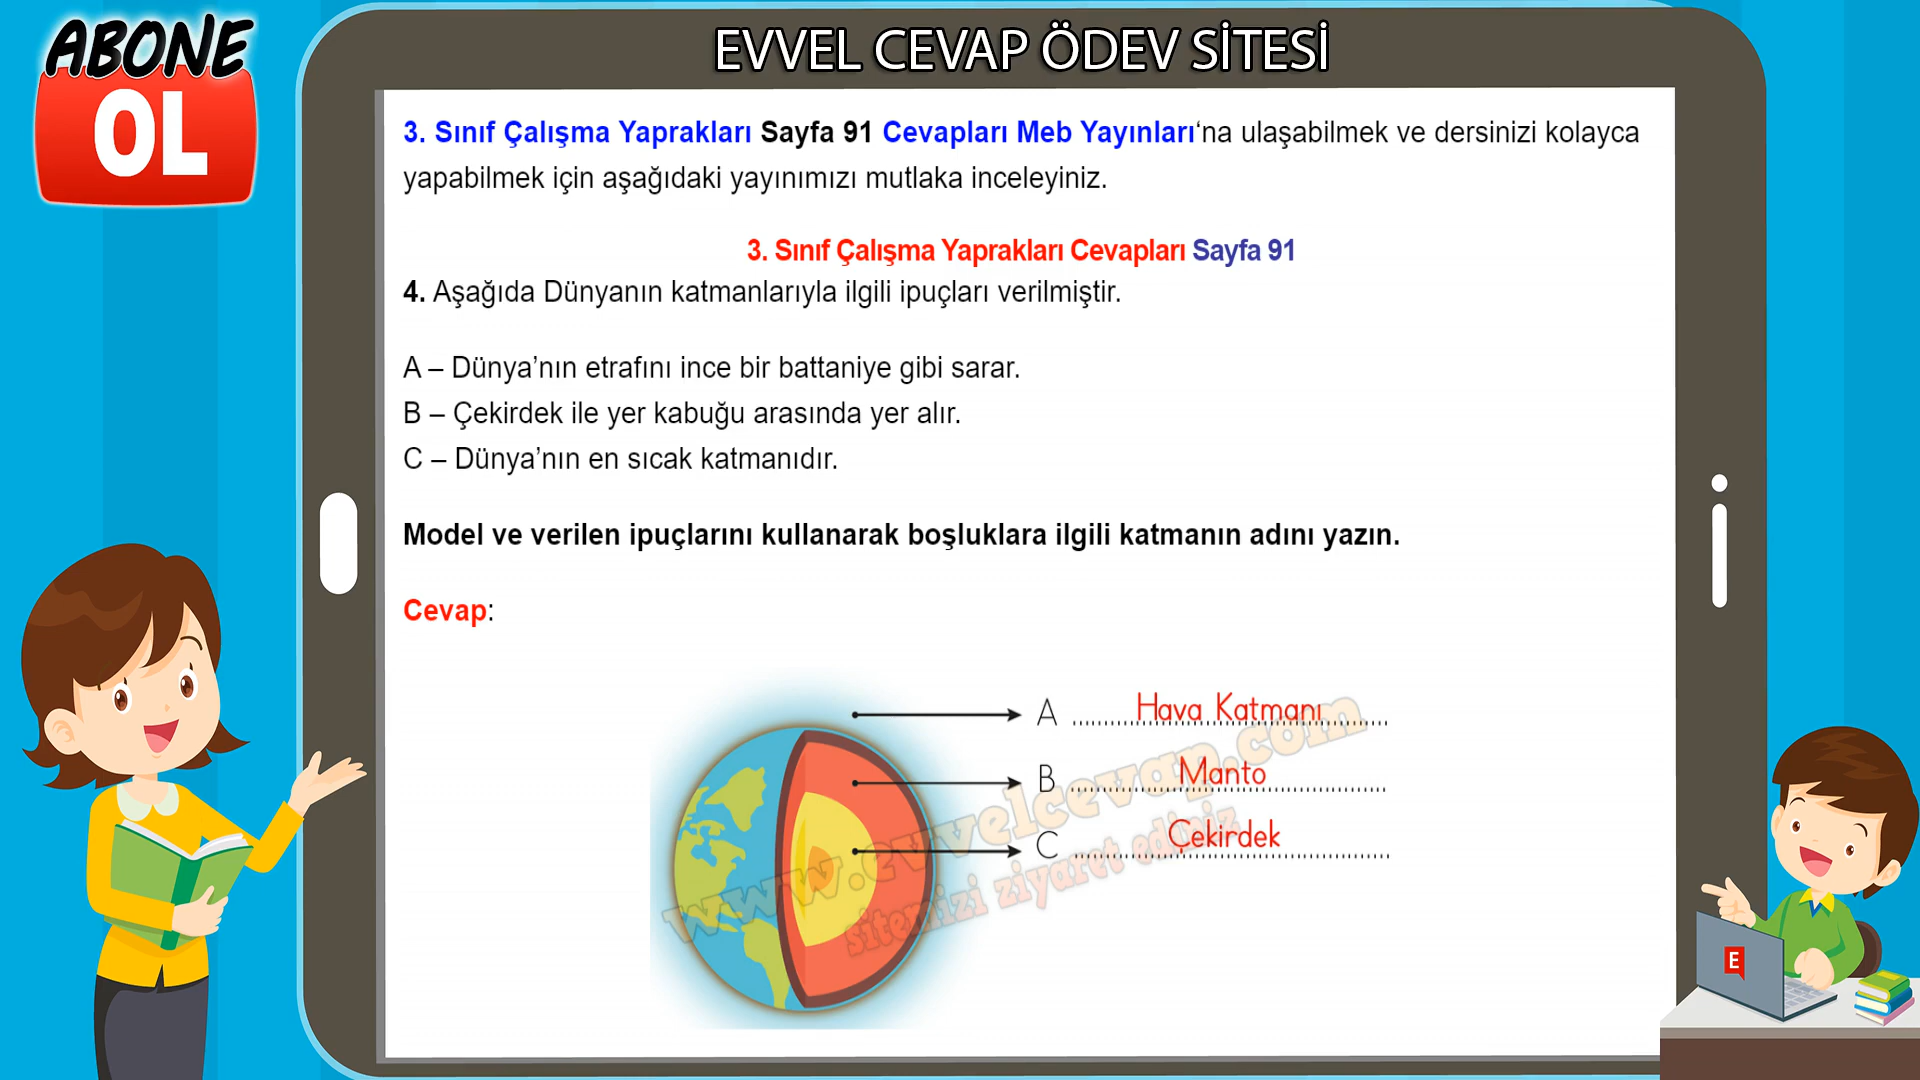 ABONE
OL
EVVEL CEVAP ÖDEV SİTESİ
3. Sınıf Çalışma Yaprakları Sayfa 91 Cevapları Meb Yayınları‘na ulaşabilmek ve dersinizi kolayca
yapabilmek için aşağıdaki yayınımızı mutlaka inceleyiniz.
3. Sınıf Çalışma Yaprakları Cevapları Sayfa 91
4. Aşağıda Dünyanın katmanlarıyla ilgili ipuçları verilmiştir.
A – Dünya’nın etrafını ince bir battaniye gibi sarar.
B – Çekirdek ile yer kabuğu arasında yer alır.
C – Dünya’nın en sıcak katmanıdır.
Model ve verilen ipuçlarını kullanarak boşluklara ilgili katmanın adını yazın.
Cevap:
A Hava Katmanı
B Manto
C Çekirdek
www.evvelcevap.com
sitemizi ziyaret ediniz
E